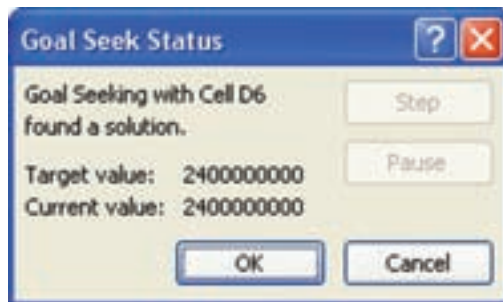 Goal Seek Status
Goal Seeking with Cell D6
found a solution.
Step
Pause
Target value: 2400000000
Current value: 2400000000
OK
Cancel